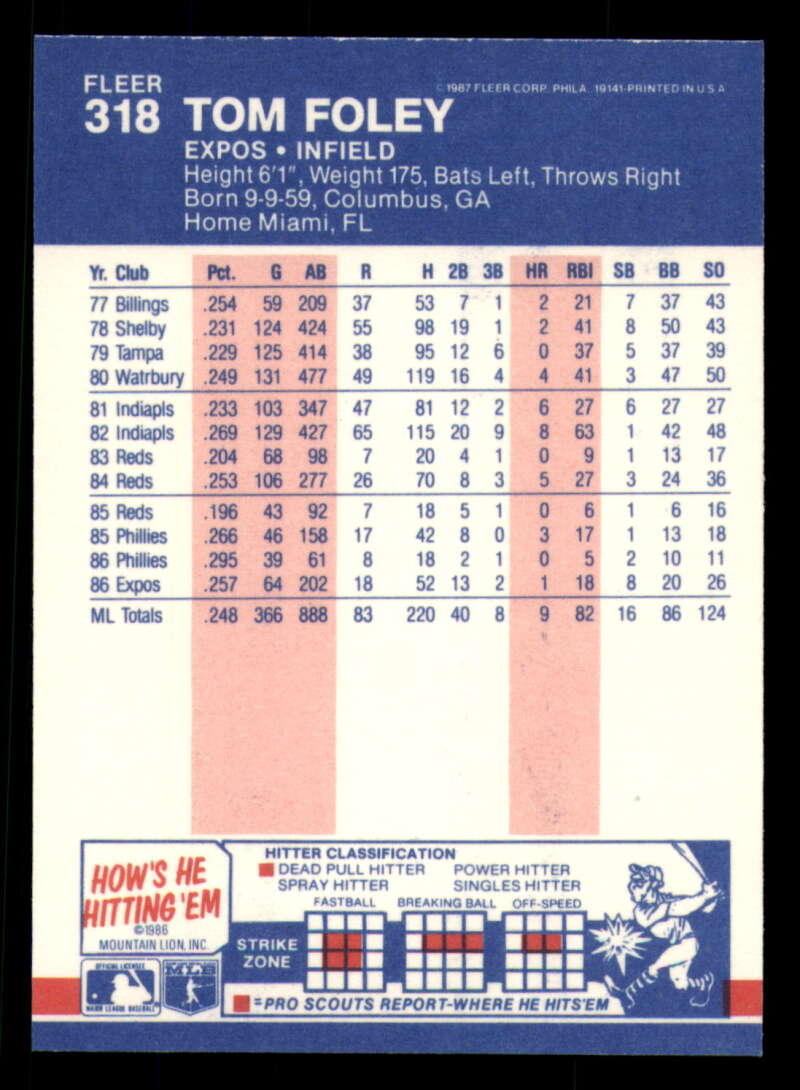 FLEER
318 TOM FOLEY
© 1987 FLEER CORP. PHILA. 19141-PRINTED IN U S A
EXPOS • INFIELD
Height 6'1", Weight 175, Bats Left, Throws Right
Born 9-9-59, Columbus, GA
Home Miami, FL
Yr. Club Pct. G AB R H 2B 3B HR RBI SB BB SO
77 Billings .254 59 209 37 53 7 1 2 21 7 37 43
78 Shelby .231 124 424 55 98 19 1 2 41 8 50 43
79 Tampa .229 125 414 38 95 12 6 0 37 5 37 39
80 Watrbury .249 131 477 49 119 16 4 4 41 3 47 50
81 Indiapls .233 103 347 47 81 12 2 6 27 6 27 27
82 Indiapls .269 129 427 65 115 20 9 8 63 1 42 48
83 Reds .204 68 98 7 20 4 1 0 9 1 13 17
84 Reds .253 106 277 26 70 8 3 5 27 3 24 36
85 Reds .196 43 92 7 18 5 1 0 6 1 6 16
85 Phillies .266 46 158 17 42 8 0 3 17 1 13 18
86 Phillies .295 39 61 8 18 2 1 0 5 2 10 11
86 Expos .257 64 202 18 52 13 2 1 18 8 20 26
ML Totals .248 366 888 83 220 40 8 9 82 16 86 124
HOW'S HE
HITTING 'EM
©1986
MOUNTAIN LION, INC.
HITTER CLASSIFICATION
DEAD PULL HITTER POWER HITTER
SPRAY HITTER SINGLES HITTER
FASTBALL BREAKING BALL OFF-SPEED
STRIKE
ZONE
=PRO SCOUTS REPORT-WHERE HE HITS'EM
OFFICIAL LICENSEE
MAJOR LEAGUE BASEBALL
MLB